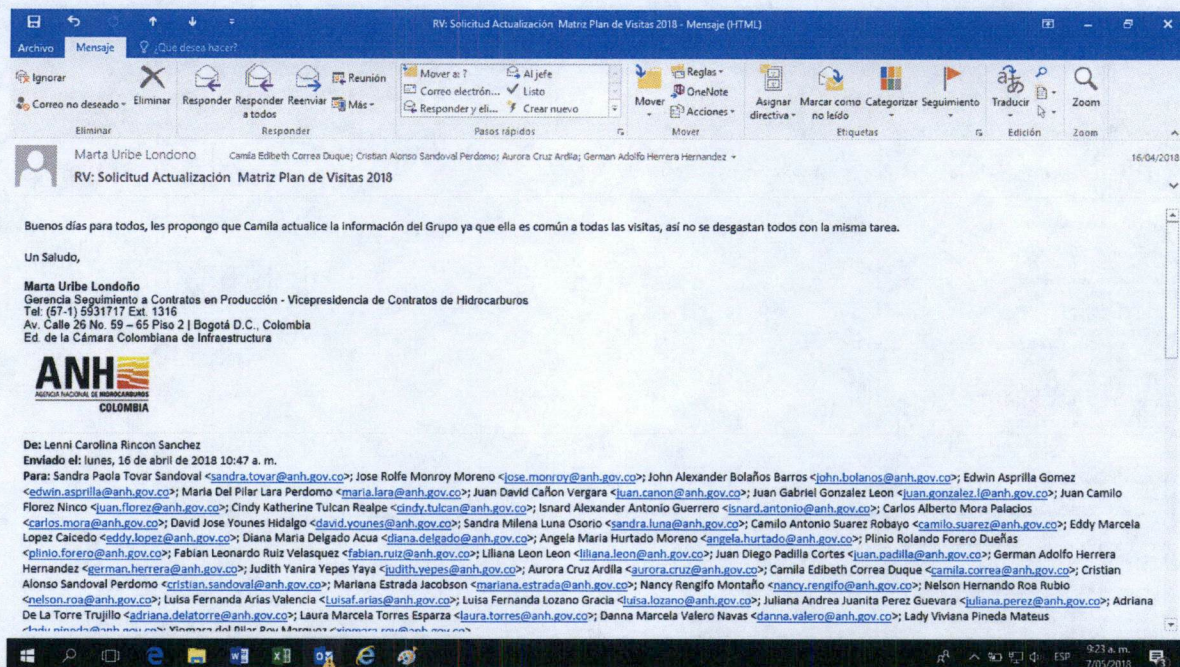 RV: Solicitud Actualización Matriz Plan de Visitas 2018 - Mensaje (HTML)
Archivo Mensaje ¿Qué desea hacer?
Ignorar
Correo no deseado
Eliminar
Responder
Responder a todos
Reenviar
Reunión
Más
Mover a: ?
Correo electrón...
Responder y eli...
Al jefe
Listo
Crear nuevo
Mover
Reglas
OneNote
Acciones
Asignar directiva
Marcar como no leído
Categorizar
Seguimiento
Traducir
Zoom
Eliminar Responder Pasos rápidos Mover Etiquetas Edición Zoom
Marta Uribe Londono Camila Edibeth Correa Duque; Cristian Alonso Sandoval Perdomo; Aurora Cruz Ardila; German Adolfo Herrera Hernandez 16/04/2018
RV: Solicitud Actualización Matriz Plan de Visitas 2018
Buenos días para todos, les propongo que Camila actualice la información del Grupo ya que ella es común a todas las visitas, así no se desgastan todos con la misma tarea.
Un Saludo,
Marta Uribe Londoño
Gerencia Seguimiento a Contratos en Producción - Vicepresidencia de Contratos de Hidrocarburos
Tel: (57-1) 5931717 Ext. 1316
Av. Calle 26 No. 59 – 65 Piso 2 | Bogotá D.C., Colombia
Ed. de la Cámara Colombiana de Infraestructura
ANH
AGENCIA NACIONAL DE HIDROCARBUROS
COLOMBIA
De: Lenni Carolina Rincon Sanchez
Enviado el: lunes, 16 de abril de 2018 10:47 a. m.
Para: Sandra Paola Tovar Sandoval <sandra.tovar@anh.gov.co>; Jose Rolfe Monroy Moreno <jose.monroy@anh.gov.co>; John Alexander Bolaños Barros <john.bolanos@anh.gov.co>; Edwin Asprilla Gomez
<edwin.asprilla@anh.gov.co>; Maria Del Pilar Lara Perdomo <maria.lara@anh.gov.co>; Juan David Cañon Vergara <juan.canon@anh.gov.co>; Juan Gabriel Gonzalez Leon <juan.gonzalez.l@anh.gov.co>; Juan Camilo
Florez Ninco <juan.florez@anh.gov.co>; Cindy Katherine Tulcan Realpe <cindy.tulcan@anh.gov.co>; Isnard Alexander Antonio Guerrero <isnard.antonio@anh.gov.co>; Carlos Alberto Mora Palacios
<carlos.mora@anh.gov.co>; David Jose Younes Hidalgo <david.younes@anh.gov.co>; Sandra Milena Luna Osorio <sandra.luna@anh.gov.co>; Camilo Antonio Suarez Robayo <camilo.suarez@anh.gov.co>; Eddy Marcela
Lopez Caicedo <eddy.lopez@anh.gov.co>; Diana Maria Delgado Acua <diana.delgado@anh.gov.co>; Angela Maria Hurtado Moreno <angela.hurtado@anh.gov.co>; Plinio Rolando Forero Dueñas
<plinio.forero@anh.gov.co>; Fabian Leonardo Ruiz Velasquez <fabian.ruiz@anh.gov.co>; Liliana Leon Leon <liliana.leon@anh.gov.co>; Juan Diego Padilla Cortes <juan.padilla@anh.gov.co>; German Adolfo Herrera
Hernandez <german.herrera@anh.gov.co>; Judith Yanira Yepes Yaya <judith.yepes@anh.gov.co>; Aurora Cruz Ardila <aurora.cruz@anh.gov.co>; Camila Edibeth Correa Duque <camila.correa@anh.gov.co>; Cristian
Alonso Sandoval Perdomo <cristian.sandoval@anh.gov.co>; Mariana Estrada Jacobson <mariana.estrada@anh.gov.co>; Nancy Rengifo Montaño <nancy.rengifo@anh.gov.co>; Nelson Hernando Roa Rubio
<nelson.roa@anh.gov.co>; Luisa Fernanda Arias Valencia <Luisaf.arias@anh.gov.co>; Luisa Fernanda Lozano Gracia <luisa.lozano@anh.gov.co>; Juliana Andrea Juanita Perez Guevara <juliana.perez@anh.gov.co>; Adriana
De La Torre Trujillo <adriana.delatorre@anh.gov.co>; Laura Marcela Torres Esparza <laura.torres@anh.gov.co>; Danna Marcela Valero Navas <danna.valero@anh.gov.co>; Lady Viviana Pineda Mateus
<lady.pineda@anh.gov.co>; Xiomara del Pilar Roy Marquez <xiomara.roy@anh.gov.co>
ESP 9:23 a. m.
7/05/2018